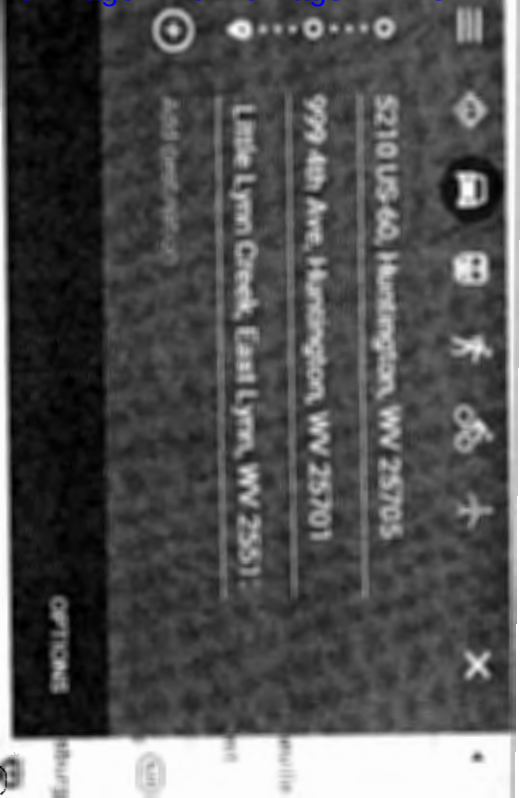 5210 US-60, Huntington, WV 25705
999 4th Ave, Huntington, WV 25701
Little Lynn Creek, East Lynn, WV 2551
Add destination
OPTIONS